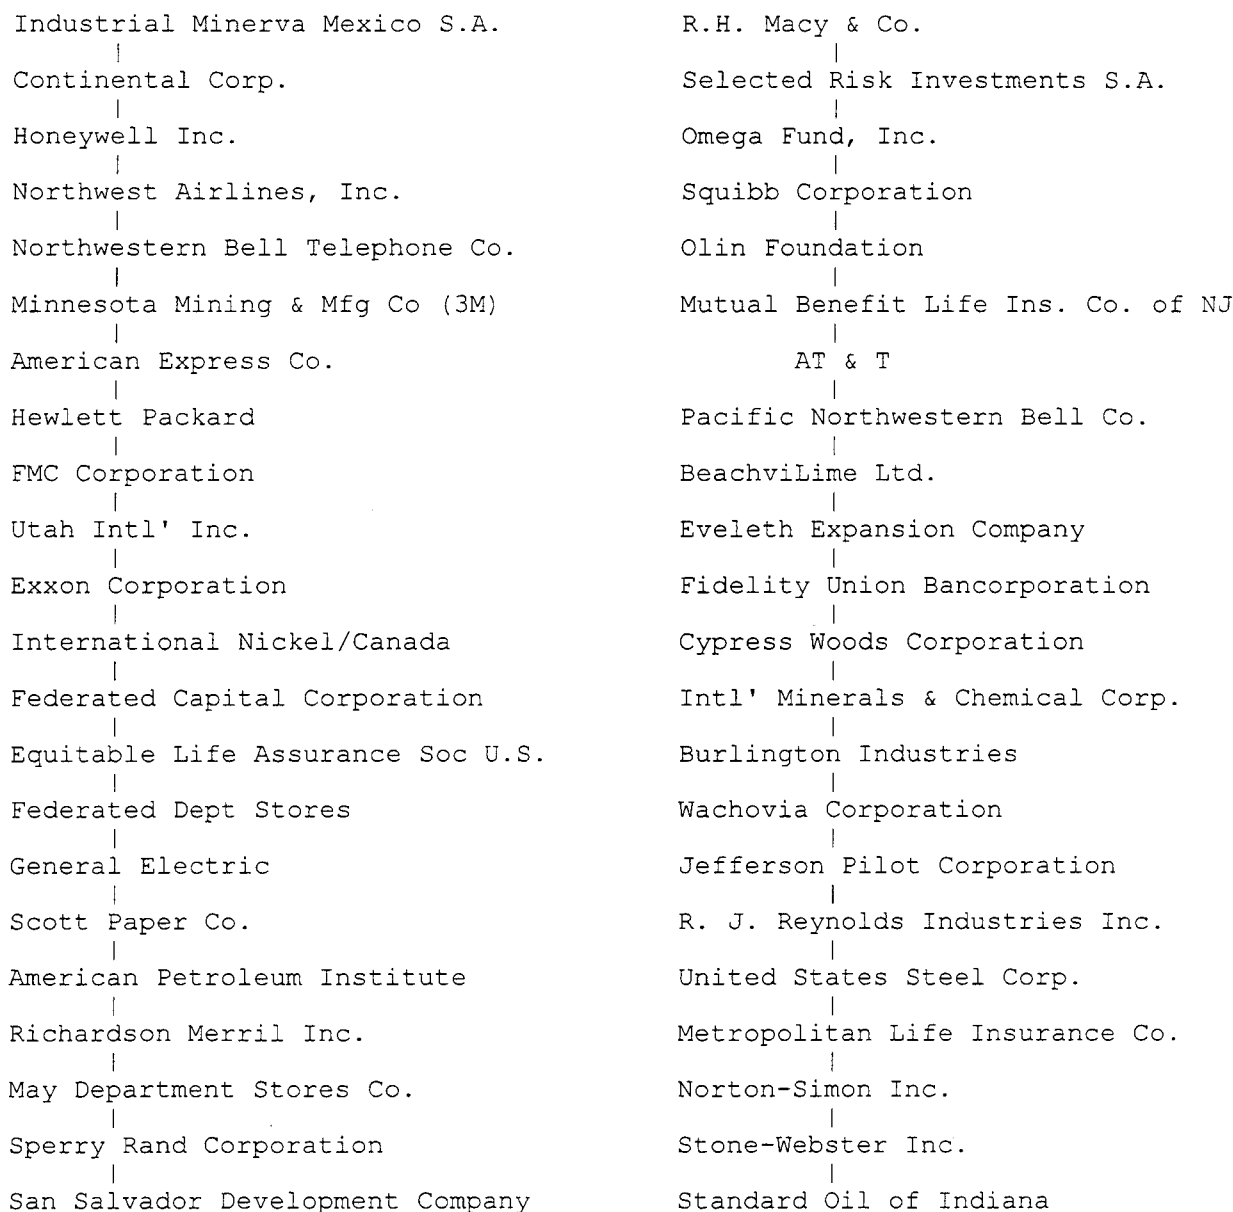 Industrial Minerva Mexico S.A.
Continental Corp.
Honeywell Inc.
Northwest Airlines, Inc.
Northwestern Bell Telephone Co.
Minnesota Mining & Mfg Co (3M)
American Express Co.
Hewlett Packard
FMC Corporation
Utah Intl' Inc.
Exxon Corporation
International Nickel/Canada
Federated Capital Corporation
Equitable Life Assurance Soc U.S.
Federated Dept Stores
General Electric
Scott Paper Co.
American Petroleum Institute
Richardson Merril Inc.
May Department Stores Co.
Sperry Rand Corporation
San Salvador Development Company
R.H. Macy & Co.
Selected Risk Investments S.A.
Omega Fund, Inc.
Squibb Corporation
Olin Foundation
Mutual Benefit Life Ins. Co. of NJ
AT & T
Pacific Northwestern Bell Co.
BeachviLime Ltd.
Eveleth Expansion Company
Fidelity Union Bancorporation
Cypress Woods Corporation
Intl' Minerals & Chemical Corp.
Burlington Industries
Wachovia Corporation
Jefferson Pilot Corporation
R. J. Reynolds Industries Inc.
United States Steel Corp.
Metropolitan Life Insurance Co.
Norton-Simon Inc.
Stone-Webster Inc.
Standard Oil of Indiana